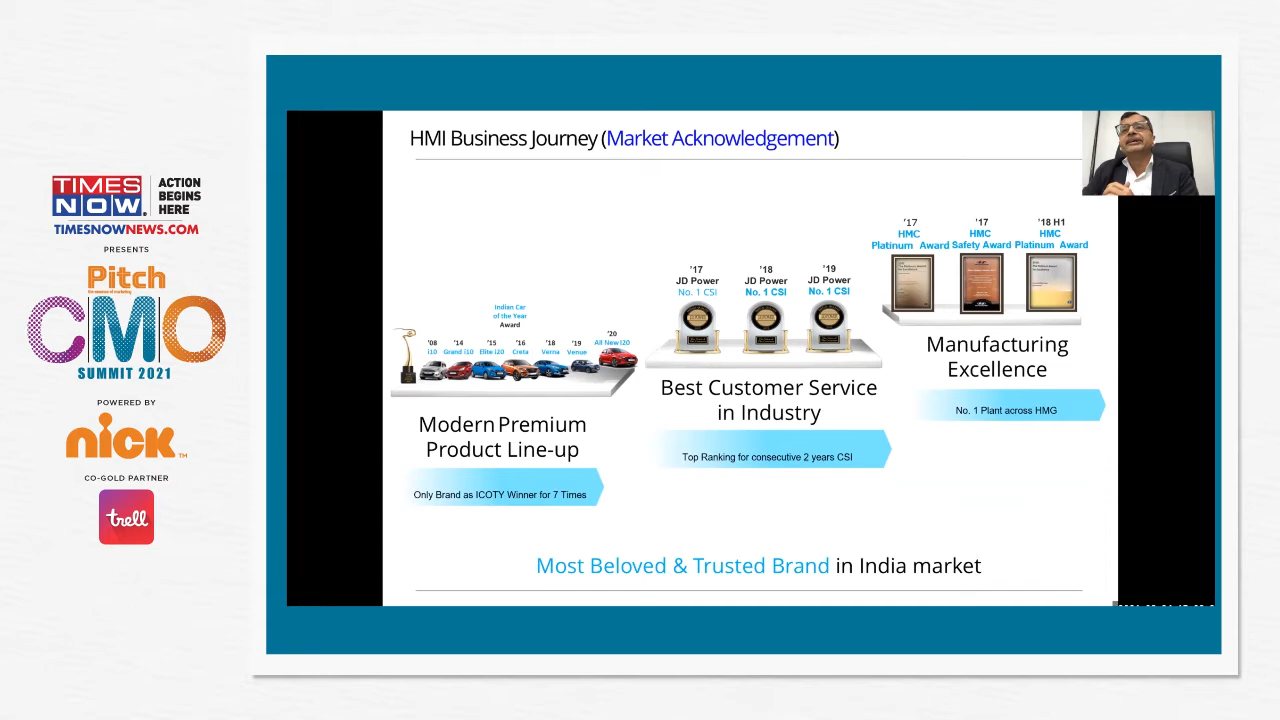 TIMES
NOW.
ACTION
BEGINS
HERE
TIMESNOWNEWS.COM
PRESENTS
Pitch
CMO
SUMMIT 2021
POWERED BY
nick™
CO-GOLD PARTNER
trell
HMI Business Journey (Market Acknowledgement)
Indian Car
of the Year
Award
'08
i10
'14
Grand i10
'15
Elite i20
'16
Creta
'18
Verna
'19
Venue
'20
All New i20
Modern Premium
Product Line-up
Only Brand as ICOTY Winner for 7 Times
'17
JD Power
No. 1 CSI
'18
JD Power
No. 1 CSI
'19
JD Power
No. 1 CSI
Best Customer Service
in Industry
Top Ranking for consecutive 2 years CSI
'17
HMC
Platinum Award
'17
HMC
Safety Award
'18 H1
HMC
Platinum Award
Manufacturing
Excellence
No. 1 Plant across HMG
Most Beloved & Trusted Brand in India market